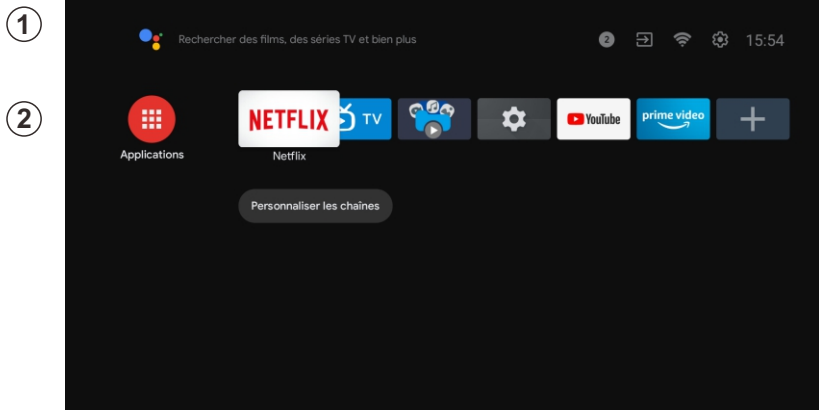 1
Rechercher des films, des séries TV et bien plus
2
15:54
2
NETFLIX
TV
YouTube
prime video
Applications
Netflix
Personnaliser les chaînes